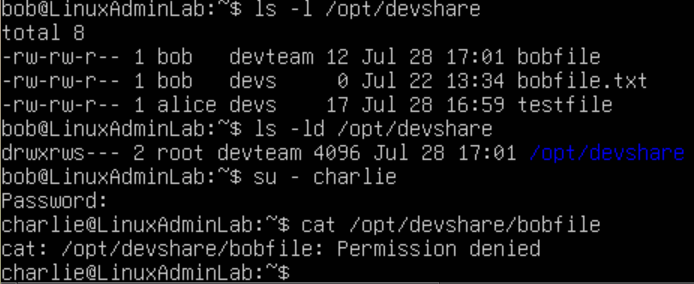 bob@LinuxAdminLab:~$ ls -l /opt/devshare
total 8
-rw-rw-r-- 1 bob   devteam 12 Jul 28 17:01 bobfile
-rw-rw-r-- 1 bob   devs     0 Jul 22 13:34 bobfile.txt
-rw-rw-r-- 1 alice devs    17 Jul 28 16:59 testfile
bob@LinuxAdminLab:~$ ls -ld /opt/devshare
drwxrws--- 2 root devteam 4096 Jul 28 17:01 /opt/devshare
bob@LinuxAdminLab:~$ su - charlie
Password:
charlie@LinuxAdminLab:~$ cat /opt/devshare/bobfile
cat: /opt/devshare/bobfile: Permission denied
charlie@LinuxAdminLab:~$